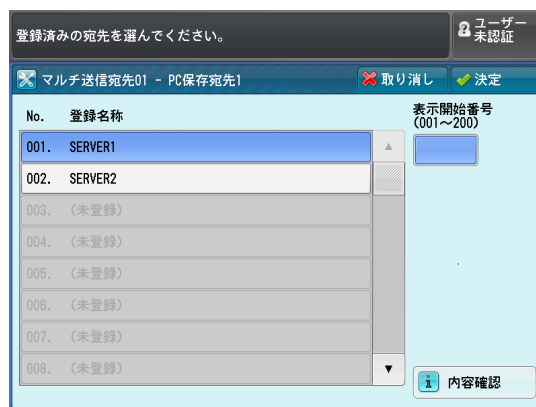 登録済みの宛先を選んでください。
ユーザー
未認証
マルチ送信宛先01 - PC保存宛先1
取り消し
決定
No. 登録名称
表示開始番号
(001～200)
001. SERVER1
002. SERVER2
003. (未登録)
004. (未登録)
005. (未登録)
006. (未登録)
007. (未登録)
008. (未登録)
内容確認